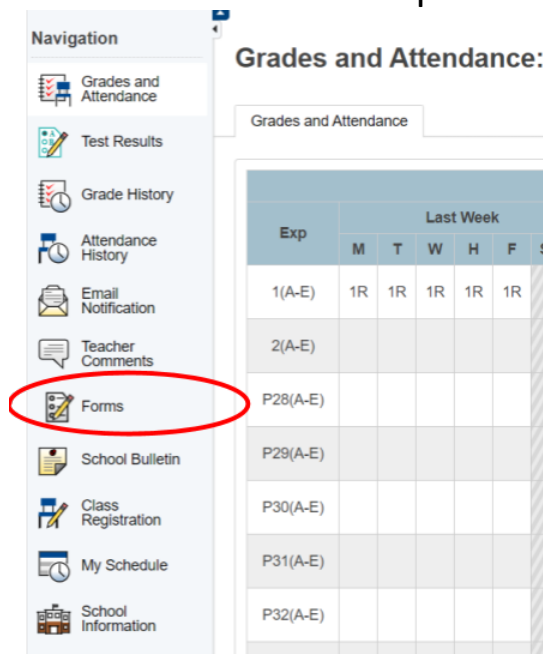 Navigation
Grades and
Attendance
Test Results
Grade History
Attendance
History
Email
Notification
Teacher
Comments
Forms
School Bulletin
Class
Registration
My Schedule
School
Information
Grades and Attendance:
Grades and Attendance
Exp
Last Week
M T W H F
1(A-E) 1R 1R 1R 1R 1R
2(A-E)
P28(A-E)
P29(A-E)
P30(A-E)
P31(A-E)
P32(A-E)